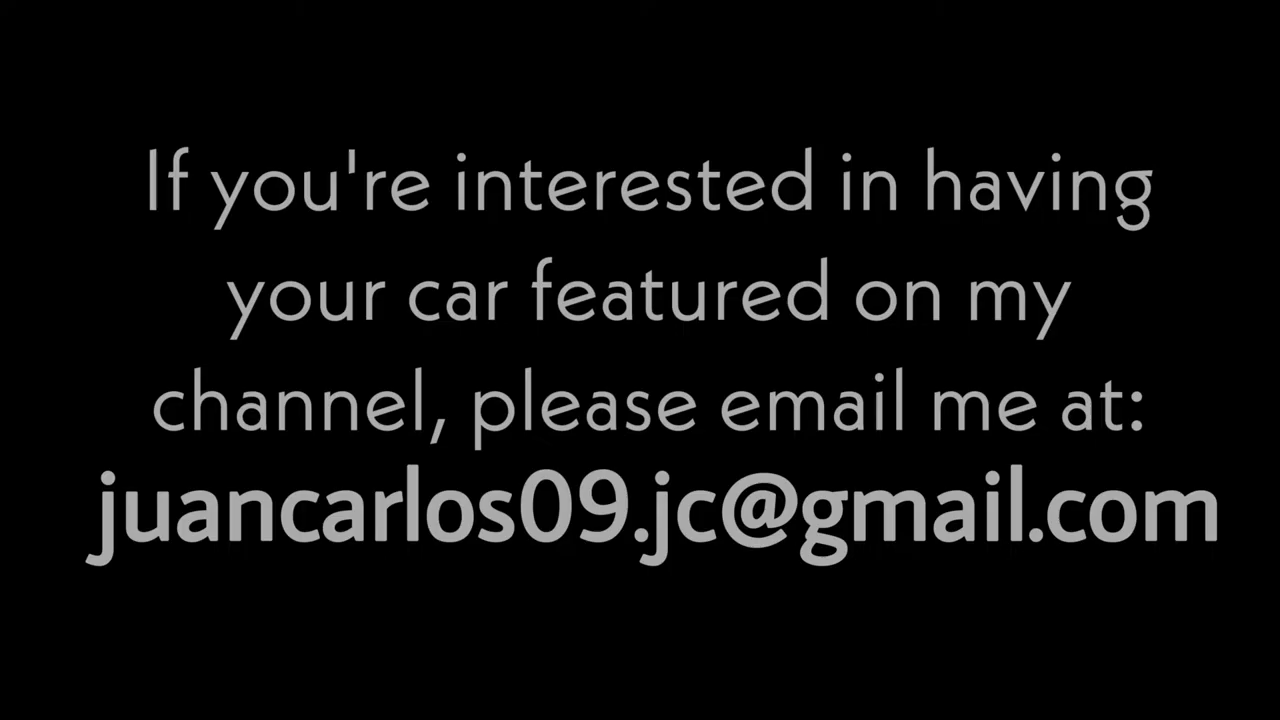 If you're interested in having
your car featured on my
channel, please email me at:
juancarlos09.jc@gmail.com